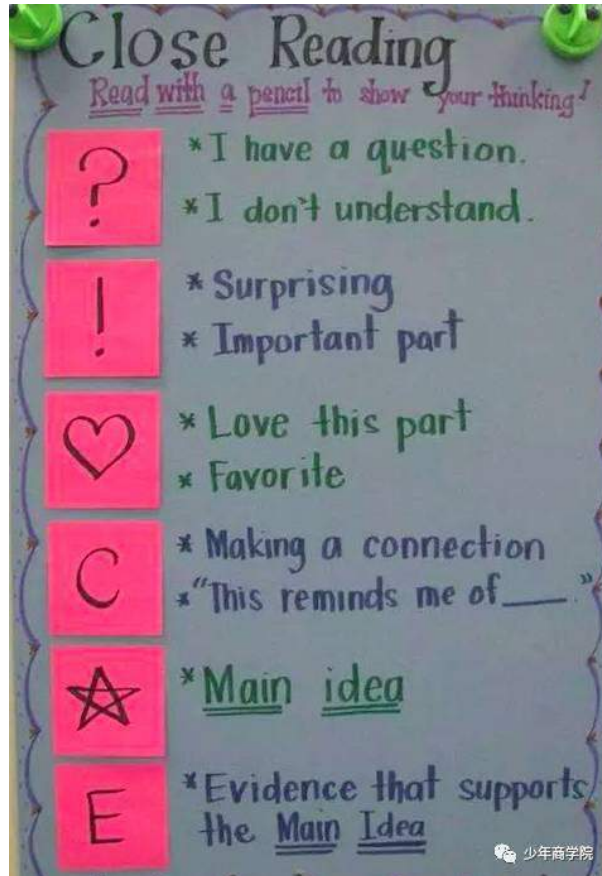 Close Reading
Read with a pencil to show your thinking!
?
*I have a question.
*I don't understand.
!
* Surprising
* Important part
* Love this part
* Favorite
C
* Making a connection
*"This reminds me of ____."
*Main idea
E
*Evidence that supports
the Main Idea
少年商学院